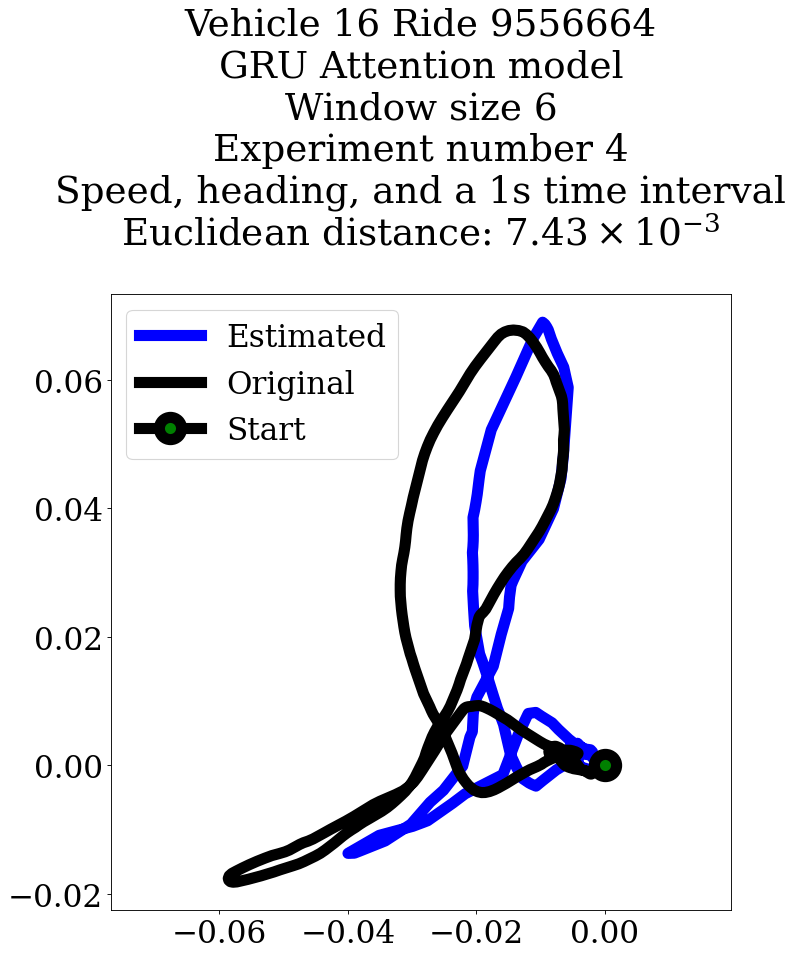 Vehicle 16 Ride 9556664
GRU Attention model
Window size 6
Experiment number 4
Speed, heading, and a 1s time interval
Euclidean distance: 7.43 × 10⁻³
Estimated
Original
Start
0.06
0.04
0.02
0.00
−0.02
−0.06 −0.04 −0.02 0.00